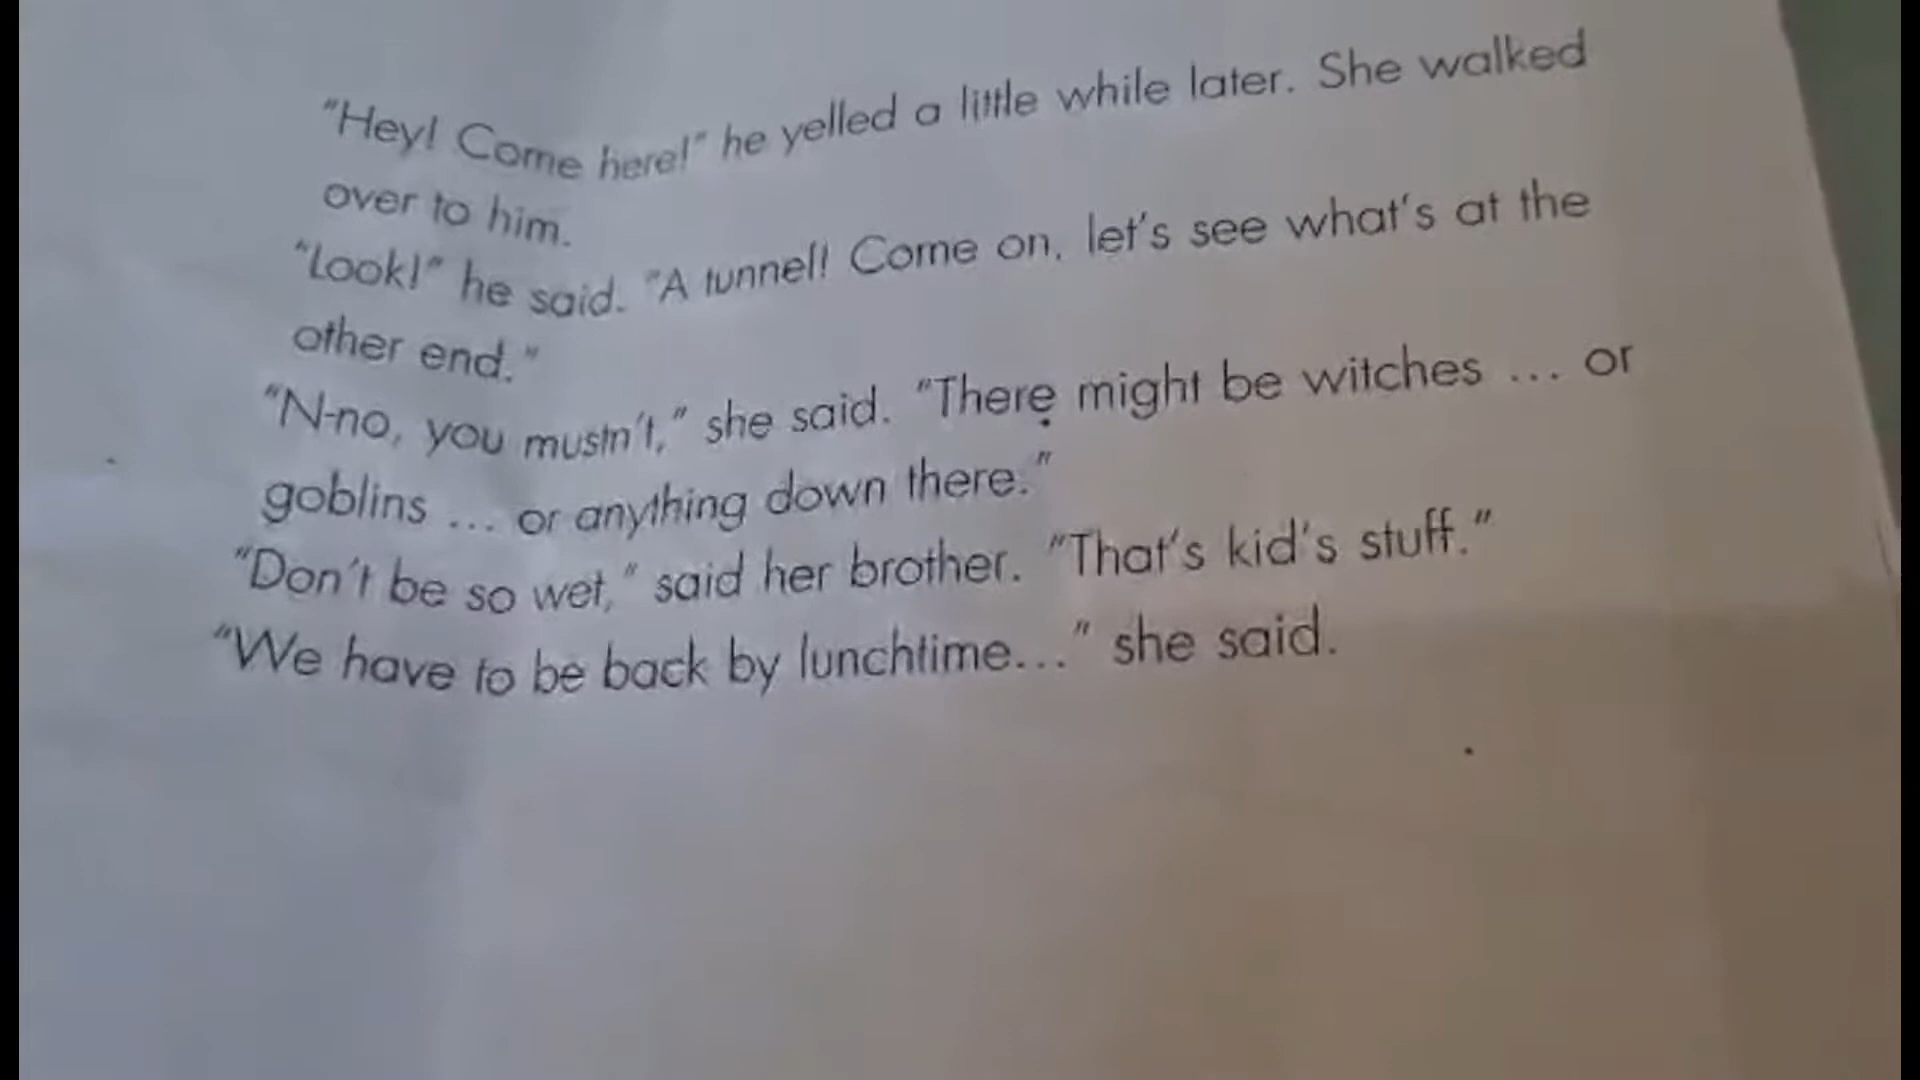 "Hey! Come here!" he yelled a little while later. She walked
over to him.
"Look!" he said. "A tunnel! Come on, let's see what's at the
other end."
"N-no, you mustn't," she said. "There might be witches ... or
goblins ... or anything down there."
"Don't be so wet," said her brother. "That's kid's stuff."
"We have to be back by lunchtime..." she said.